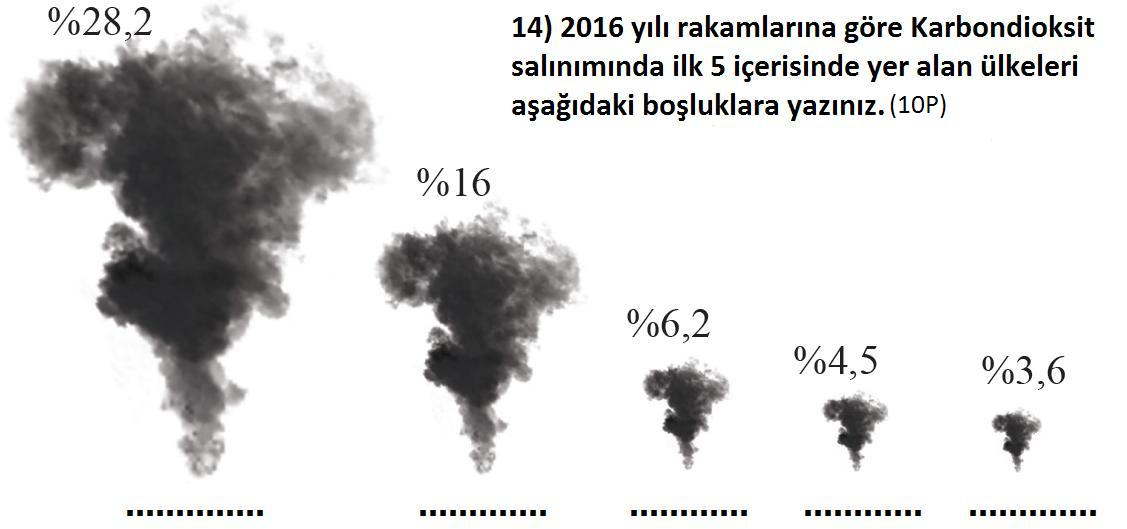 %28,2
14) 2016 yılı rakamlarına göre Karbondioksit
salınımında ilk 5 içerisinde yer alan ülkeleri
aşağıdaki boşluklara yazınız. (10P)
%16
%6,2
%4,5
%3,6
.............. ............. ............ ............ .............